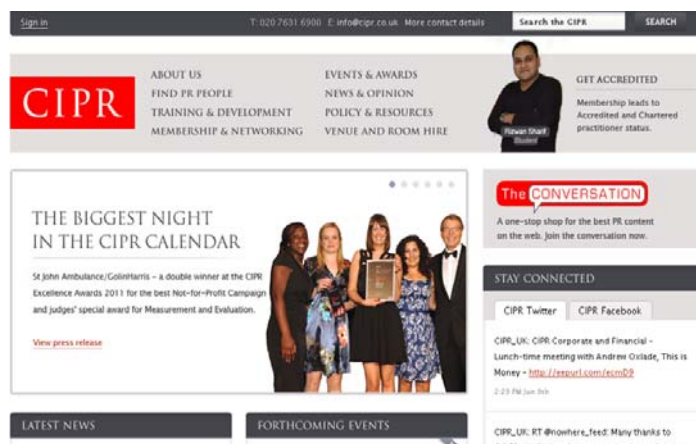 Sign in
T: 020 7631 6900 E: info@cipr.co.uk More contact details
Search the CIPR
SEARCH
CIPR
ABOUT US
FIND PR PEOPLE
TRAINING & DEVELOPMENT
MEMBERSHIP & NETWORKING
EVENTS & AWARDS
NEWS & OPINION
POLICY & RESOURCES
VENUE AND ROOM HIRE
Rizwan Sharif
Student
GET ACCREDITED
Membership leads to
Accredited and Chartered
practitioner status.
THE BIGGEST NIGHT
IN THE CIPR CALENDAR
St John Ambulance/GolinHarris - a double winner at the CIPR
Excellence Awards 2011 for the best Not-for-Profit Campaign
and judges' special award for Measurement and Evaluation.
View press release
The CONVERSATION
A one-stop shop for the best PR content
on the web. Join the conversation now.
STAY CONNECTED
CIPR Twitter
CIPR Facebook
CIPR_UK: CIPR Corporate and Financial -
Lunch-time meeting with Andrew Oxlade, This is
Money - http://eepurl.com/ecmD9
2:29 PM Jun 9th
CIPR_UK: RT @nowhere_feed: Many thanks to
LATEST NEWS
FORTHCOMING EVENTS